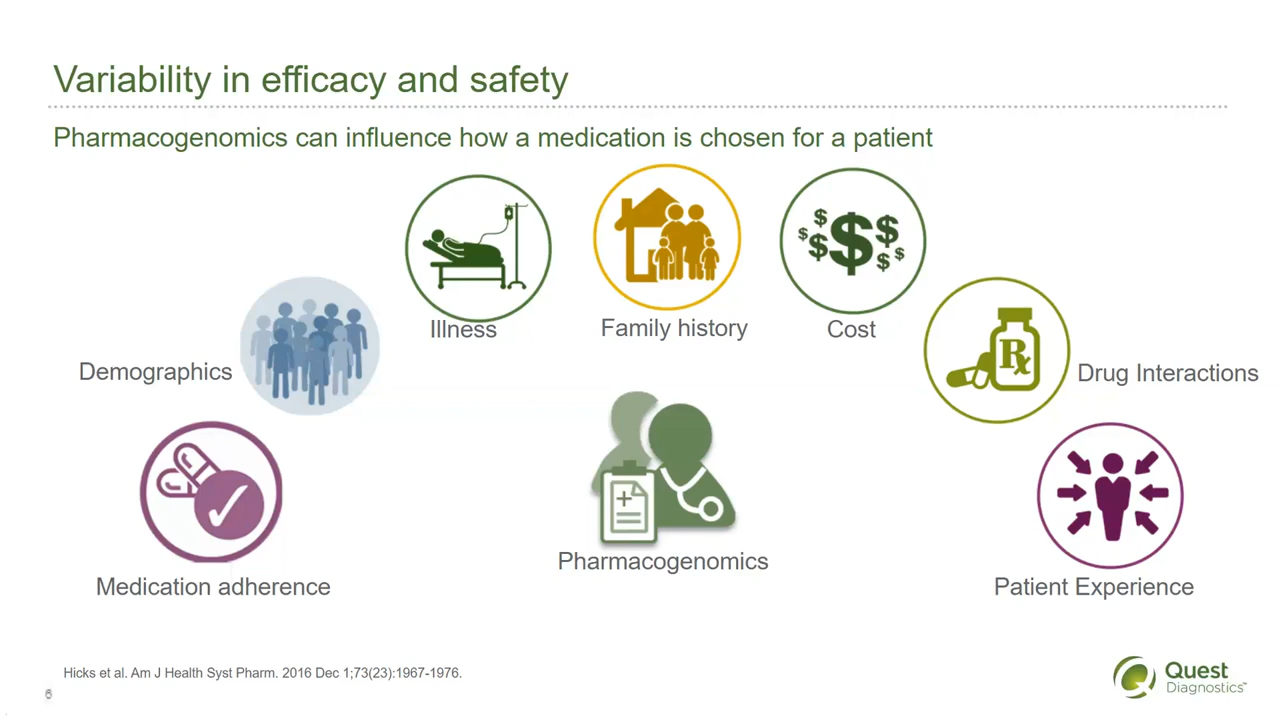 Variability in efficacy and safety
Pharmacogenomics can influence how a medication is chosen for a patient
Illness
Family history
Cost
Demographics
Rx
Drug Interactions
Medication adherence
Pharmacogenomics
Patient Experience
Hicks et al. Am J Health Syst Pharm. 2016 Dec 1;73(23):1967-1976.
Quest
Diagnostics™